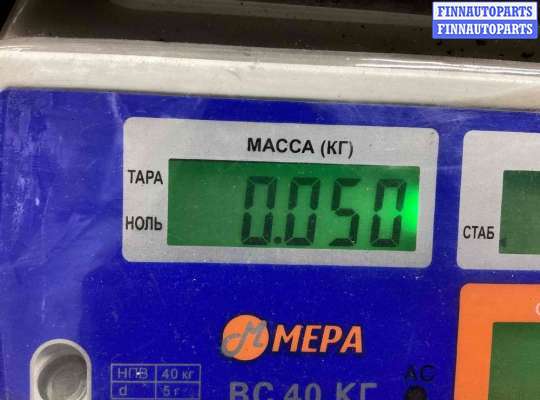 FINNAUTOPARTS
FINNAUTOPARTS
МАССА (КГ)
ТАРА
НОЛЬ
0.050
СТАБ.
МЕРА
НПВ 40 кг
d 5 г
ВС 40 КГ
AC